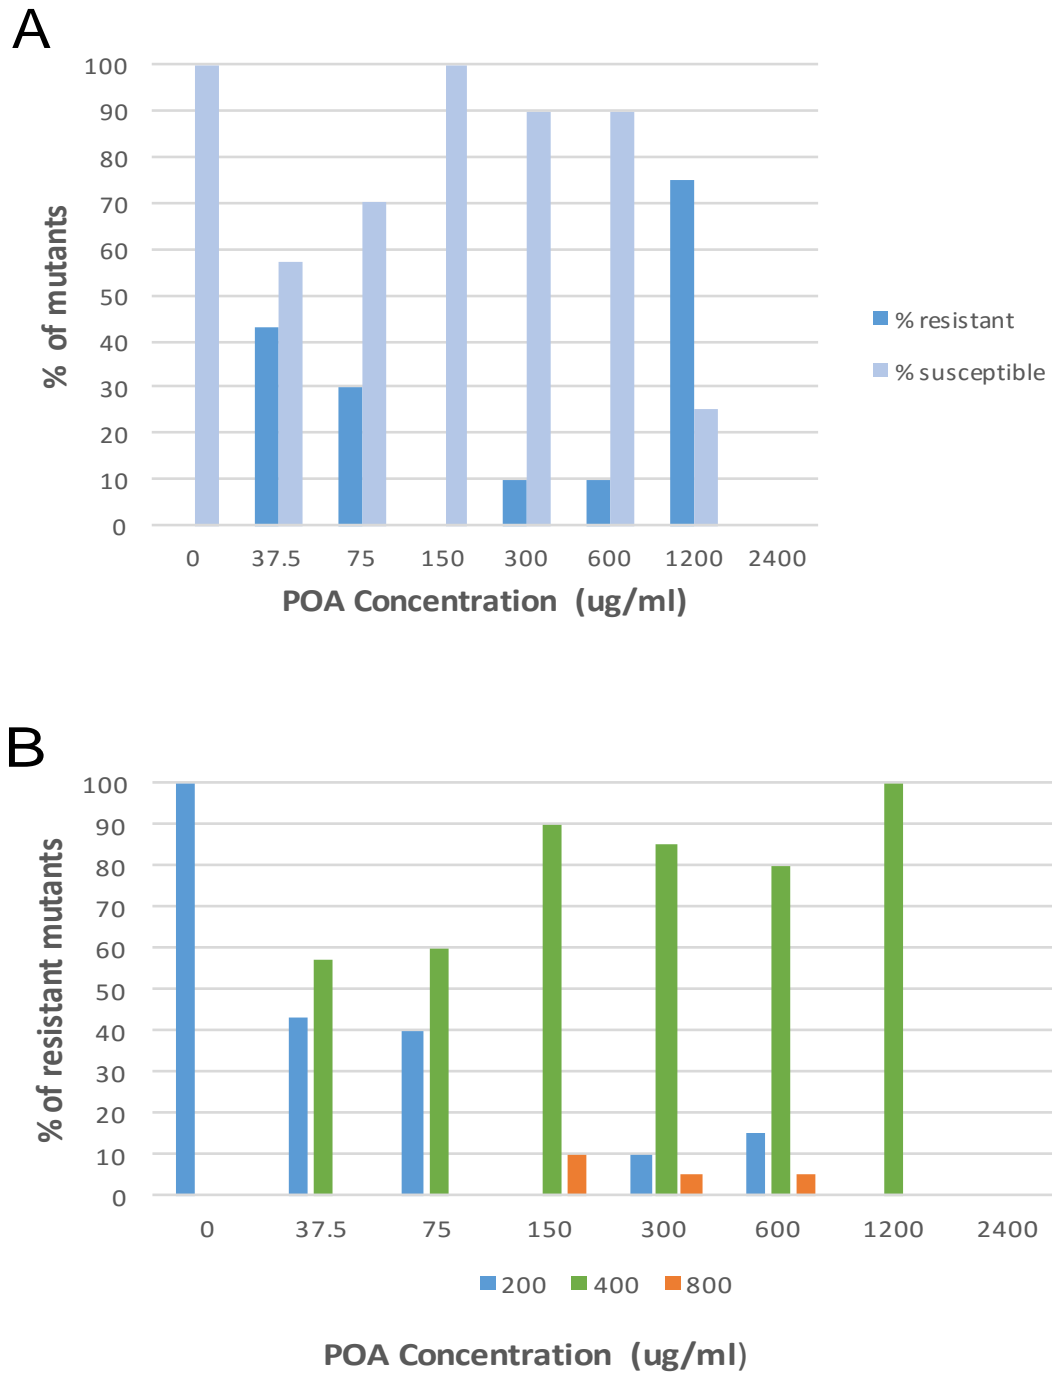 A
100
90
80
70
60
50
40
30
20
10
0
% of mutants
0 37.5 75 150 300 600 1200 2400
POA Concentration (ug/ml)
% resistant
% susceptible
B
100
90
80
70
60
50
40
30
20
10
0
% of resistant mutants
0 37.5 75 150 300 600 1200 2400
200 400 800
POA Concentration (ug/ml)